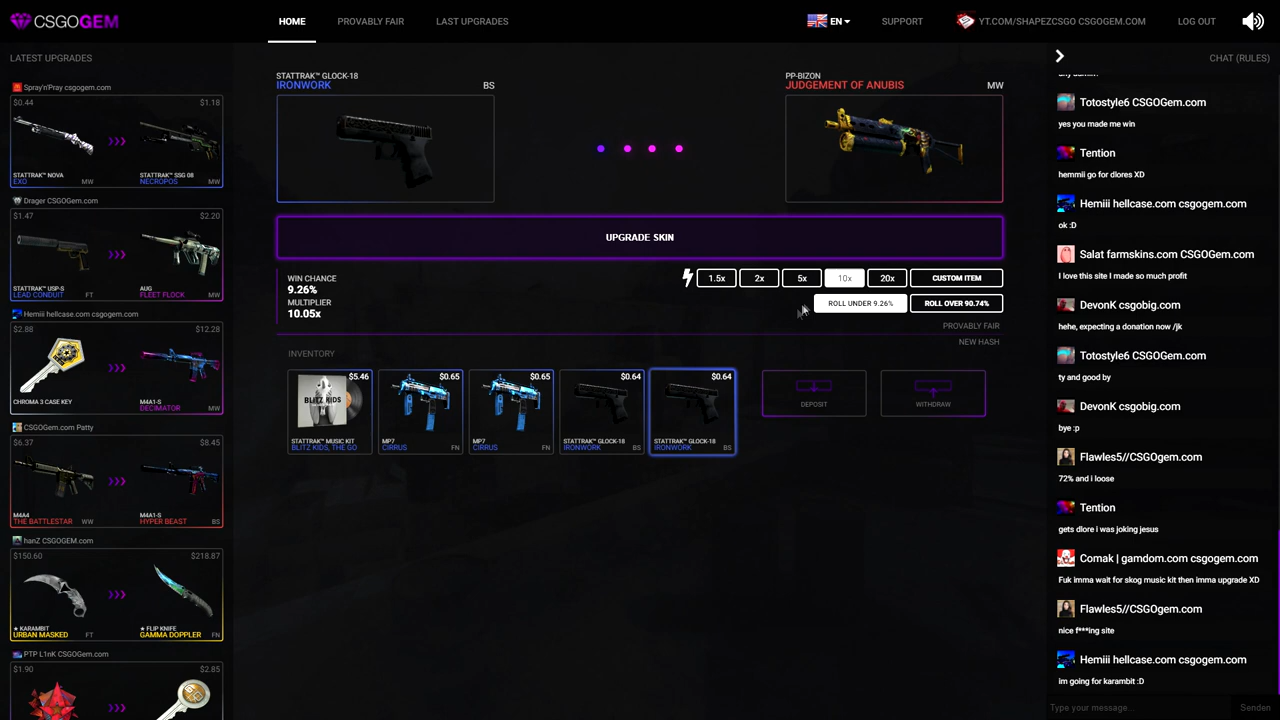 CSGOGEM
HOME
PROVABLY FAIR
LAST UPGRADES
EN
SUPPORT
YT.COM/SHAPEZCSGO CSGOGEM.COM
LOG OUT
LATEST UPGRADES
Spray'n'Pray csgogem.com
$0.44 $1.18
STATTRAK™ NOVA
EXO MW
STATTRAK™ SSG 08
NECROPOS MW
Drager CSGOGem.com
$1.47 $2.20
STATTRAK™ USP-S
LEAD CONDUIT FT
AUG
FLEET FLOCK MW
Hemiii hellcase.com csgogem.com
$2.88 $12.28
CHROMA 3 CASE KEY
M4A1-S
DECIMATOR MW
CSGOGem.com Patty
$6.37 $8.45
M4A4
THE BATTLESTAR WW
M4A1-S
HYPER BEAST BS
hanZ CSGOGEM.com
$150.60 $218.87
★ KARAMBIT
URBAN MASKED FT
★ FLIP KNIFE
GAMMA DOPPLER FN
PTP L1nK CSGOGem.com
$1.90 $2.85
STATTRAK™ GLOCK-18
IRONWORK BS
PP-BIZON
JUDGEMENT OF ANUBIS MW
UPGRADE SKIN
WIN CHANCE
9.26%
MULTIPLIER
10.05x
1.5x 2x 5x 10x 20x CUSTOM ITEM
ROLL UNDER 9.26% ROLL OVER 90.74%
PROVABLY FAIR
NEW HASH
INVENTORY
$5.46
BLITZ KIDS
STATTRAK™ MUSIC KIT
BLITZ KIDS, THE GO
$0.65
MP7
CIRRUS FN
$0.65
MP7
CIRRUS FN
$0.64
STATTRAK™ GLOCK-18
IRONWORK BS
$0.64
STATTRAK™ GLOCK-18
IRONWORK BS
DEPOSIT
WITHDRAW
CHAT (RULES)
Totostyle6 CSGOGem.com
yes you made me win
Tention
hemmii go for dlores XD
Hemiii hellcase.com csgogem.com
ok :D
Salat farmskins.com CSGOGem.com
I love this site I made so much profit
DevonK csgobig.com
hehe, expecting a donation now /jk
Totostyle6 CSGOGem.com
ty and good by
DevonK csgobig.com
bye :p
Flawles5//CSGOgem.com
72% and i loose
Tention
gets dlore i was joking jesus
Comak | gamdom.com csgogem.com
Fuk imma wait for skog music kit then imma upgrade XD
Flawles5//CSGOgem.com
nice f***ing site
Hemiii hellcase.com csgogem.com
im going for karambit :D
Type your message...
Senden